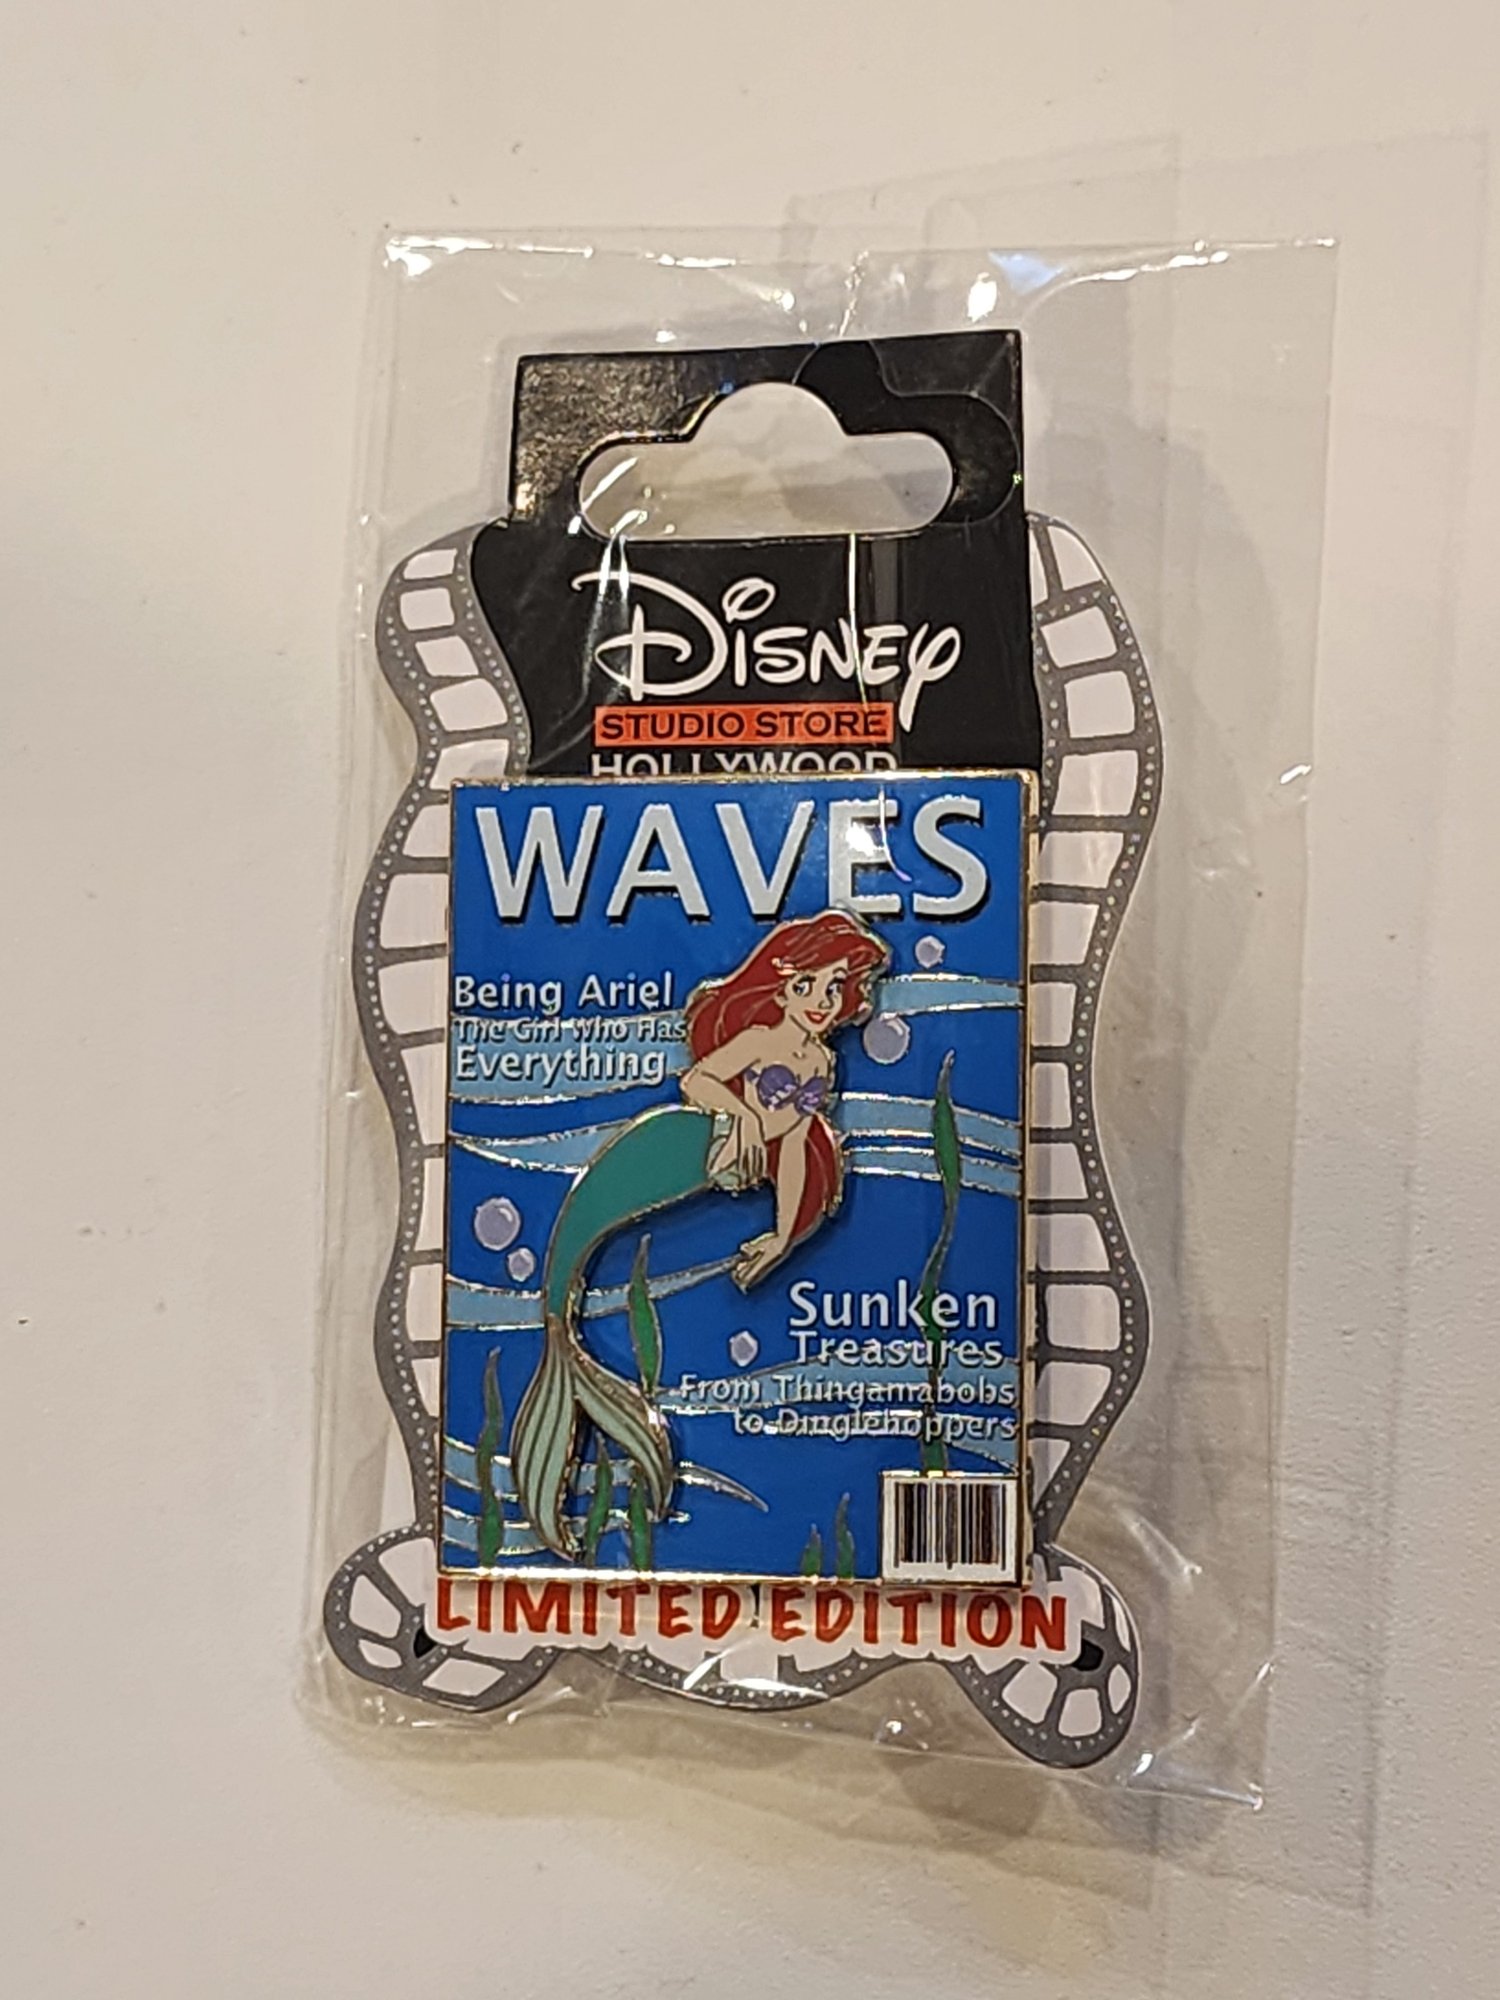 Disney
STUDIO STORE
HOLLYWOOD
WAVES
Being Ariel
The Girl Who Has
Everything
Sunken
Treasures
From Thingamabobs
to Dinglehoppers
LIMITED EDITION